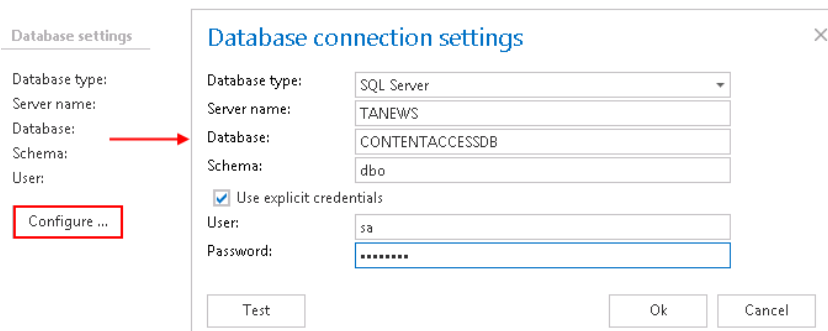 Database settings
Database type:
Server name:
Database:
Schema:
User:
Configure ...
Database connection settings
Database type: SQL Server
Server name: TANEWS
Database: CONTENTACCESSDB
Schema: dbo
Use explicit credentials
User: sa
Password: ••••••••
Test Ok Cancel